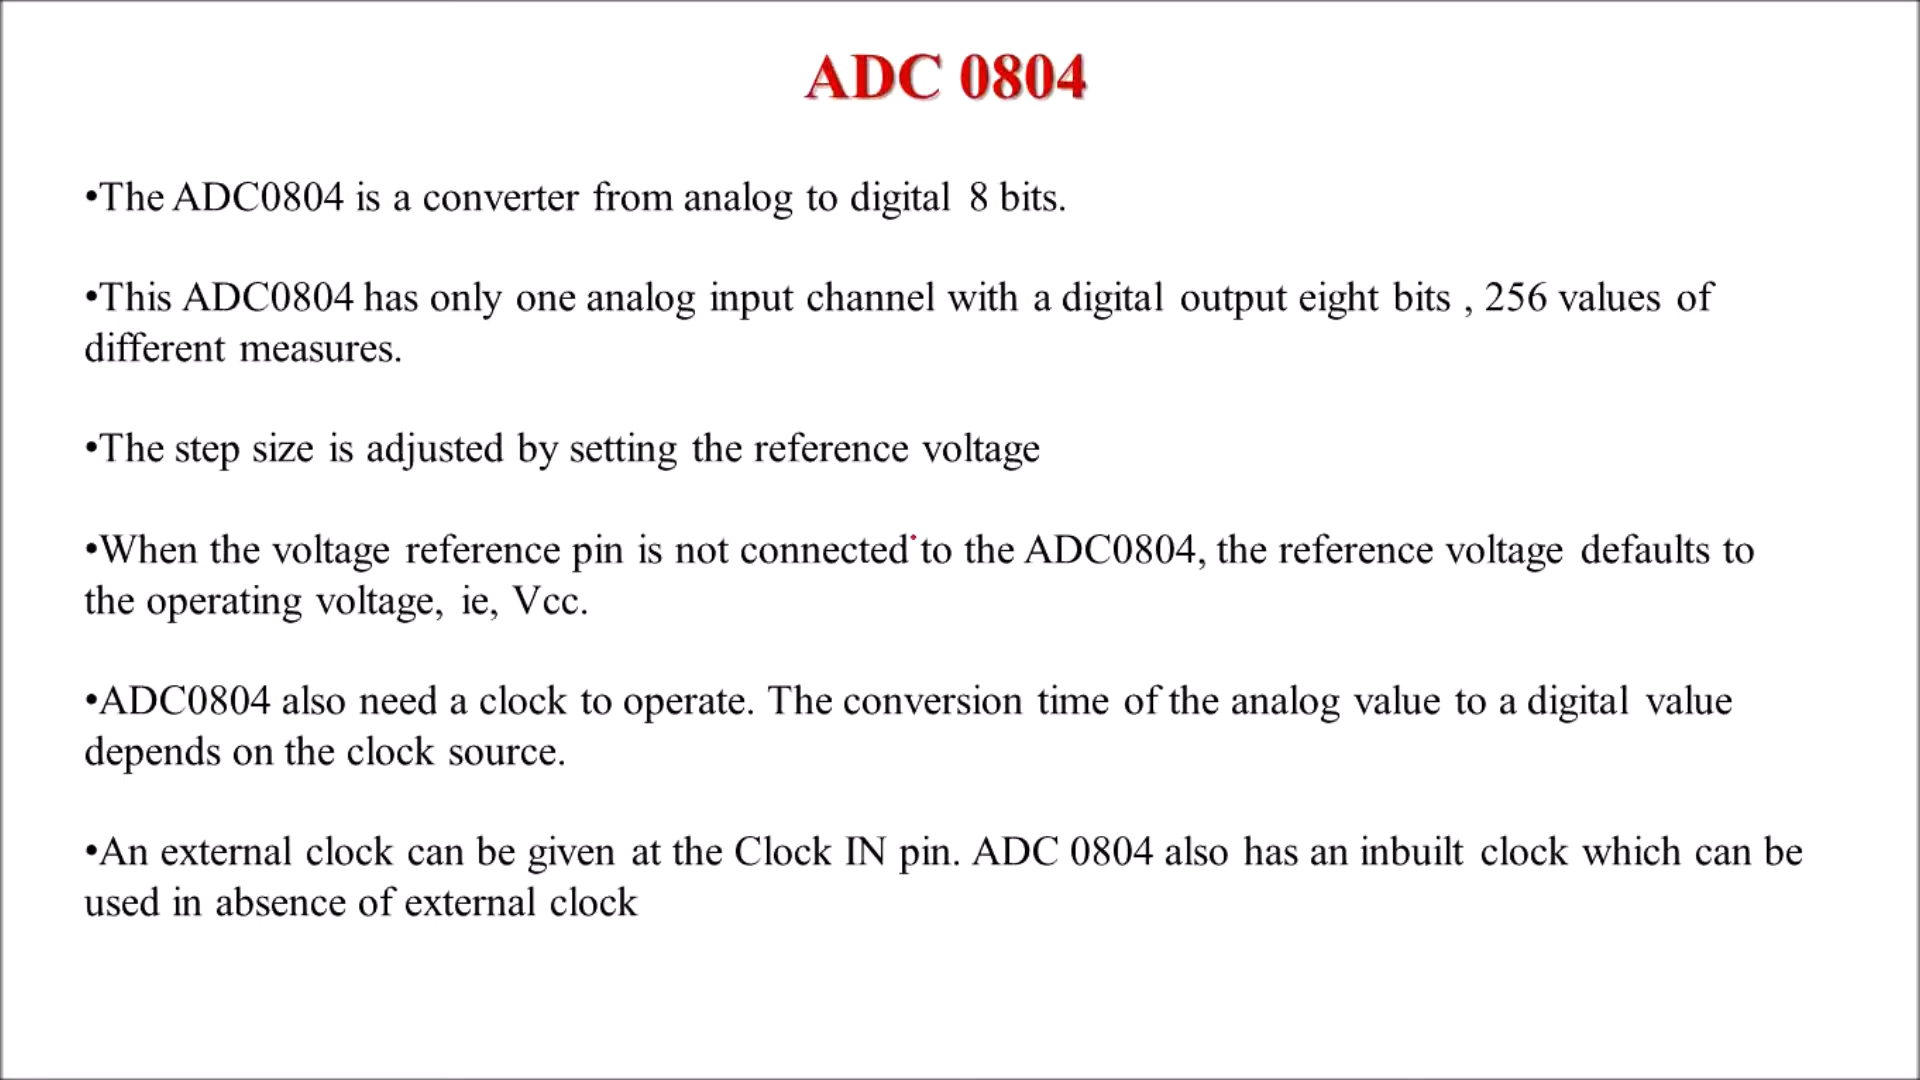 ADC 0804
•The ADC0804 is a converter from analog to digital 8 bits.
•This ADC0804 has only one analog input channel with a digital output eight bits , 256 values of
different measures.
•The step size is adjusted by setting the reference voltage
•When the voltage reference pin is not connected to the ADC0804, the reference voltage defaults to
the operating voltage, ie, Vcc.
•ADC0804 also need a clock to operate. The conversion time of the analog value to a digital value
depends on the clock source.
•An external clock can be given at the Clock IN pin. ADC 0804 also has an inbuilt clock which can be
used in absence of external clock